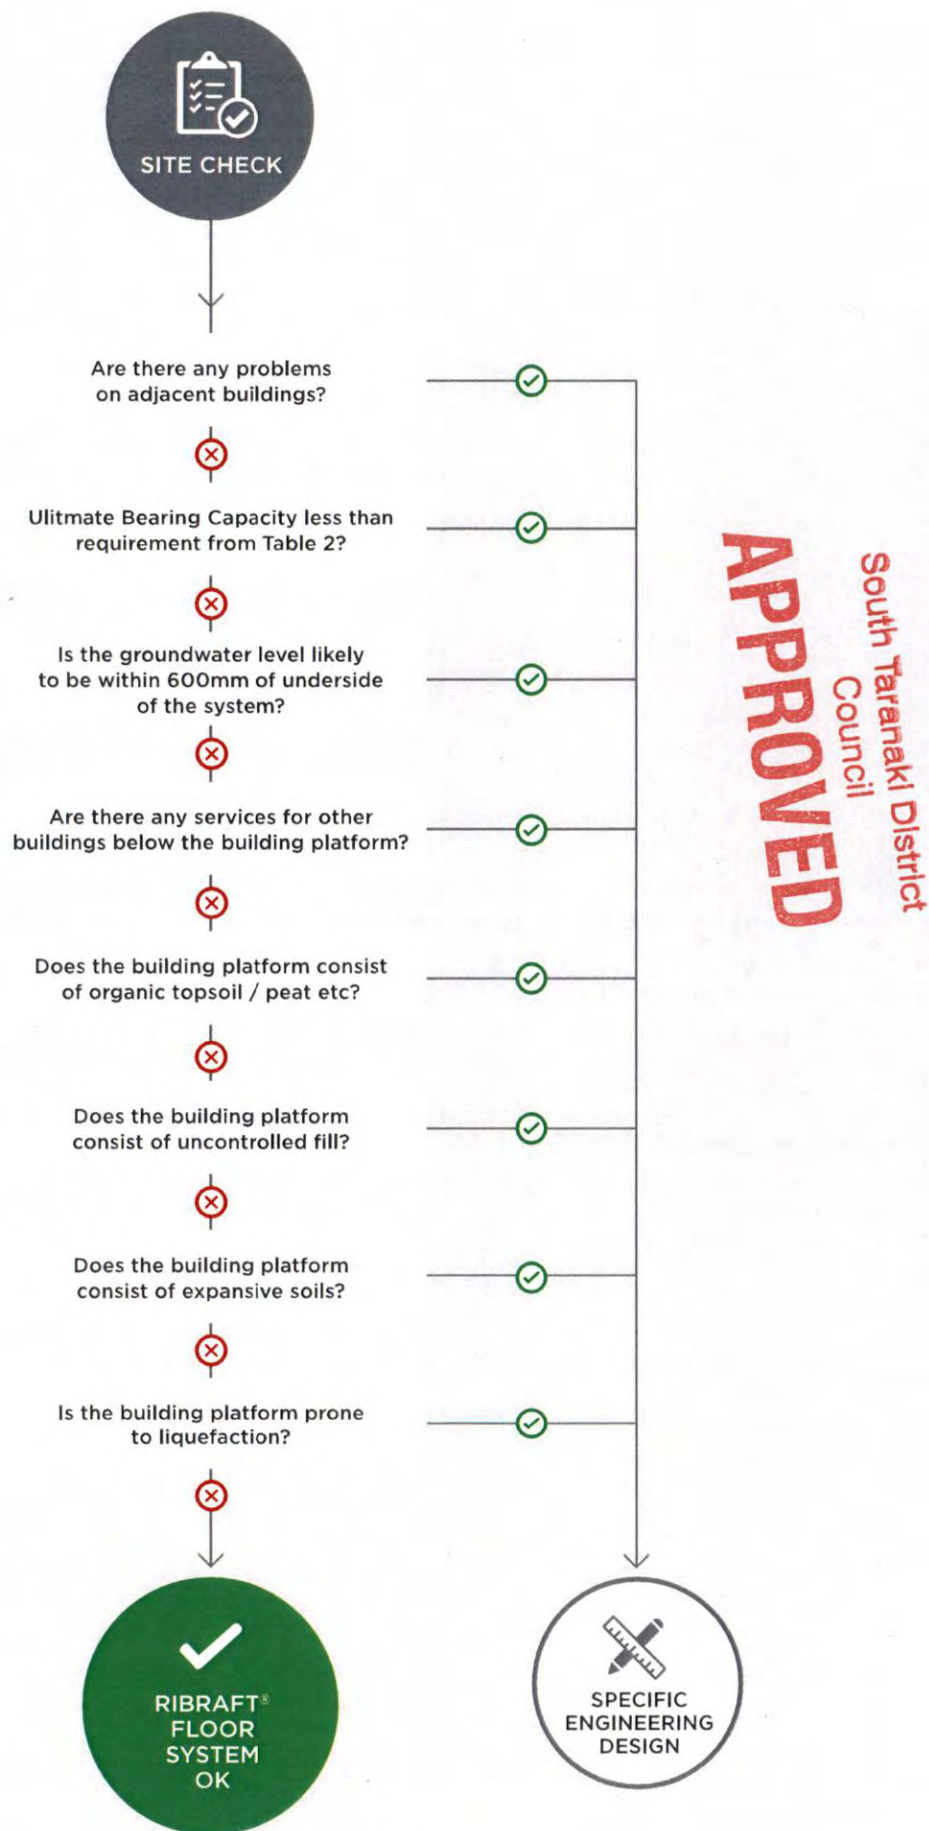 SITE CHECK
Are there any problems
on adjacent buildings?
Ulitmate Bearing Capacity less than
requirement from Table 2?
Is the groundwater level likely
to be within 600mm of underside
of the system?
Are there any services for other
buildings below the building platform?
Does the building platform consist
of organic topsoil / peat etc?
Does the building platform
consist of uncontrolled fill?
Does the building platform
consist of expansive soils?
Is the building platform prone
to liquefaction?
RIBRAFT®
FLOOR
SYSTEM
OK
SPECIFIC
ENGINEERING
DESIGN
South Taranaki District
Council
APPROVED